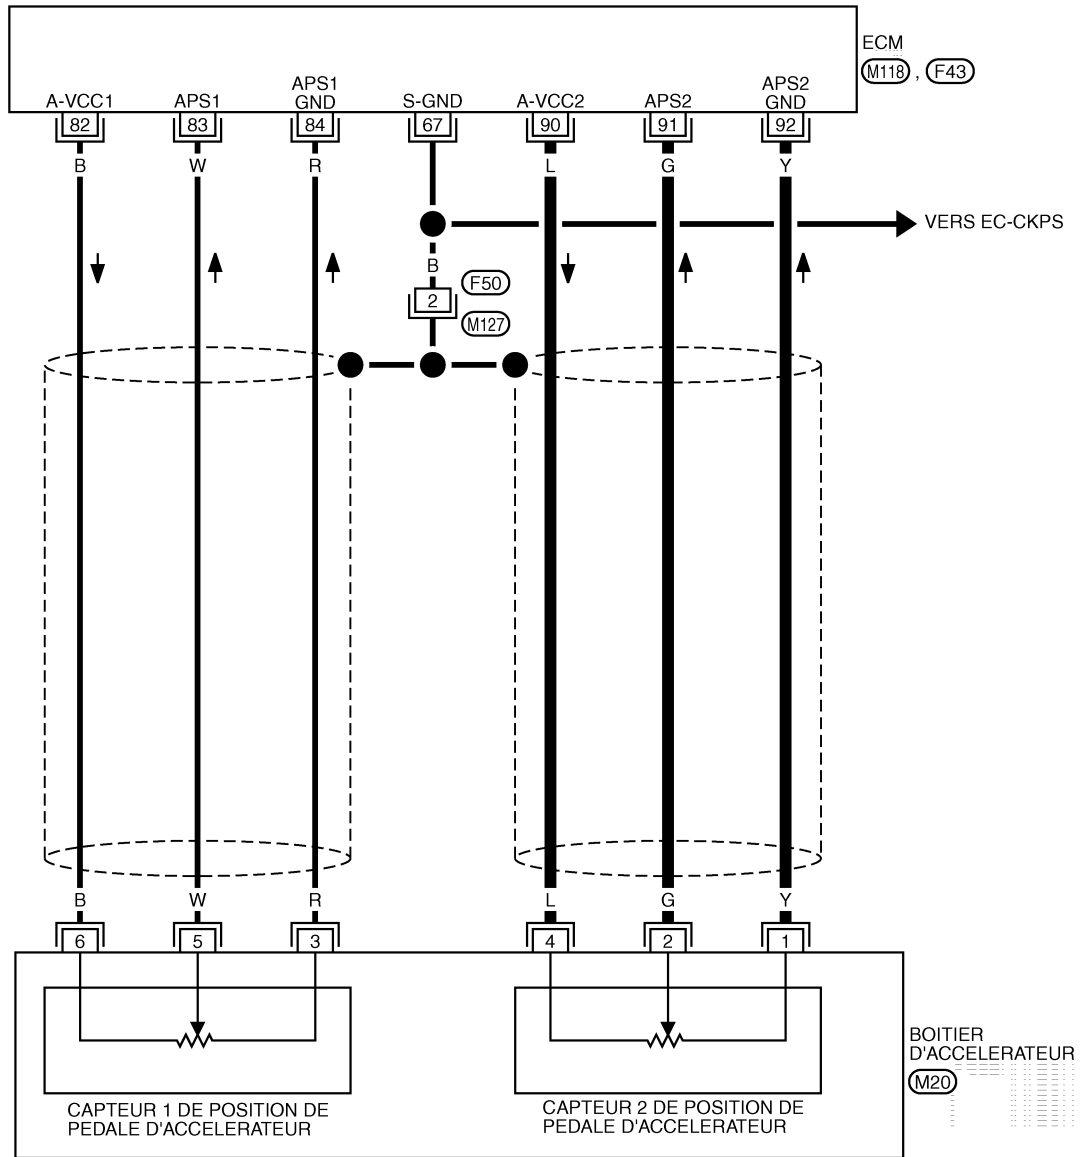 ECM
M118 , F43
A-VCC1
APS1
APS1
GND
S-GND
A-VCC2
APS2
APS2
GND
82
83
84
67
90
91
92
B
W
R
L
G
Y
VERS EC-CKPS
B
F50
2
M127
B
W
R
L
G
Y
6
5
3
4
2
1
BOITIER
D'ACCELERATEUR
M20
CAPTEUR 1 DE POSITION DE
PEDALE D'ACCELERATEUR
CAPTEUR 2 DE POSITION DE
PEDALE D'ACCELERATEUR